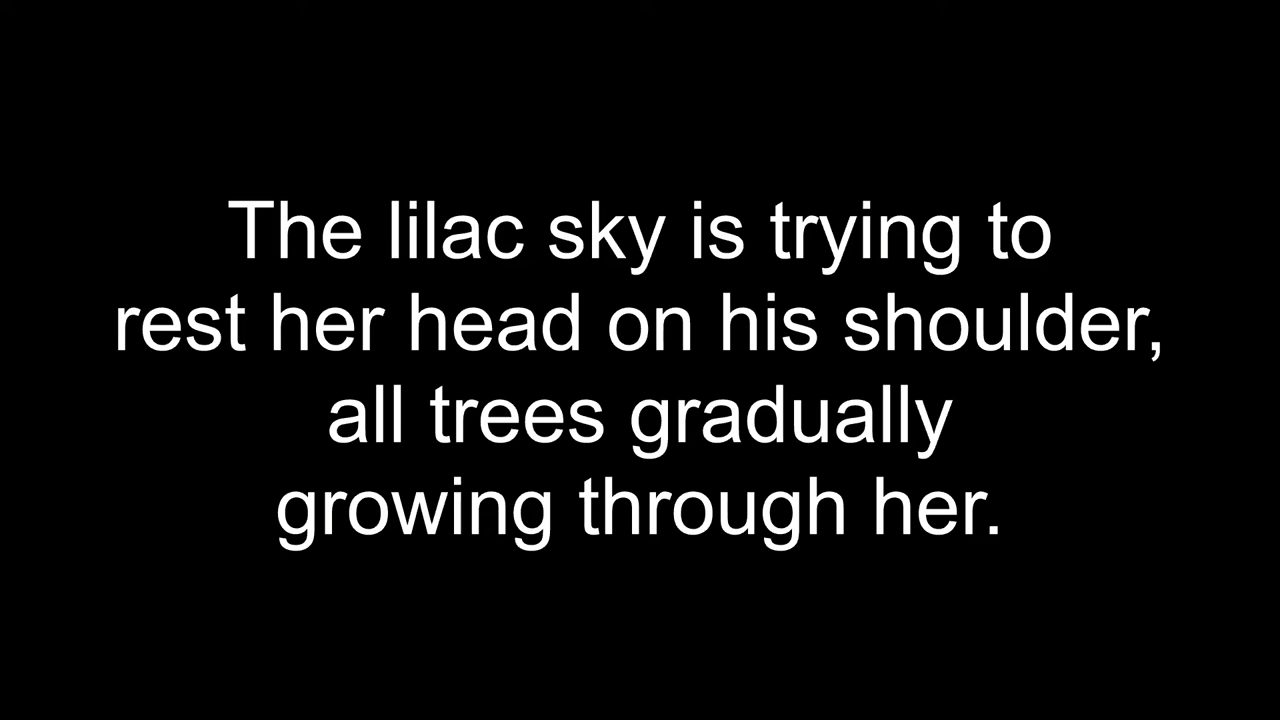 The lilac sky is trying to
rest her head on his shoulder,
all trees gradually
growing through her.